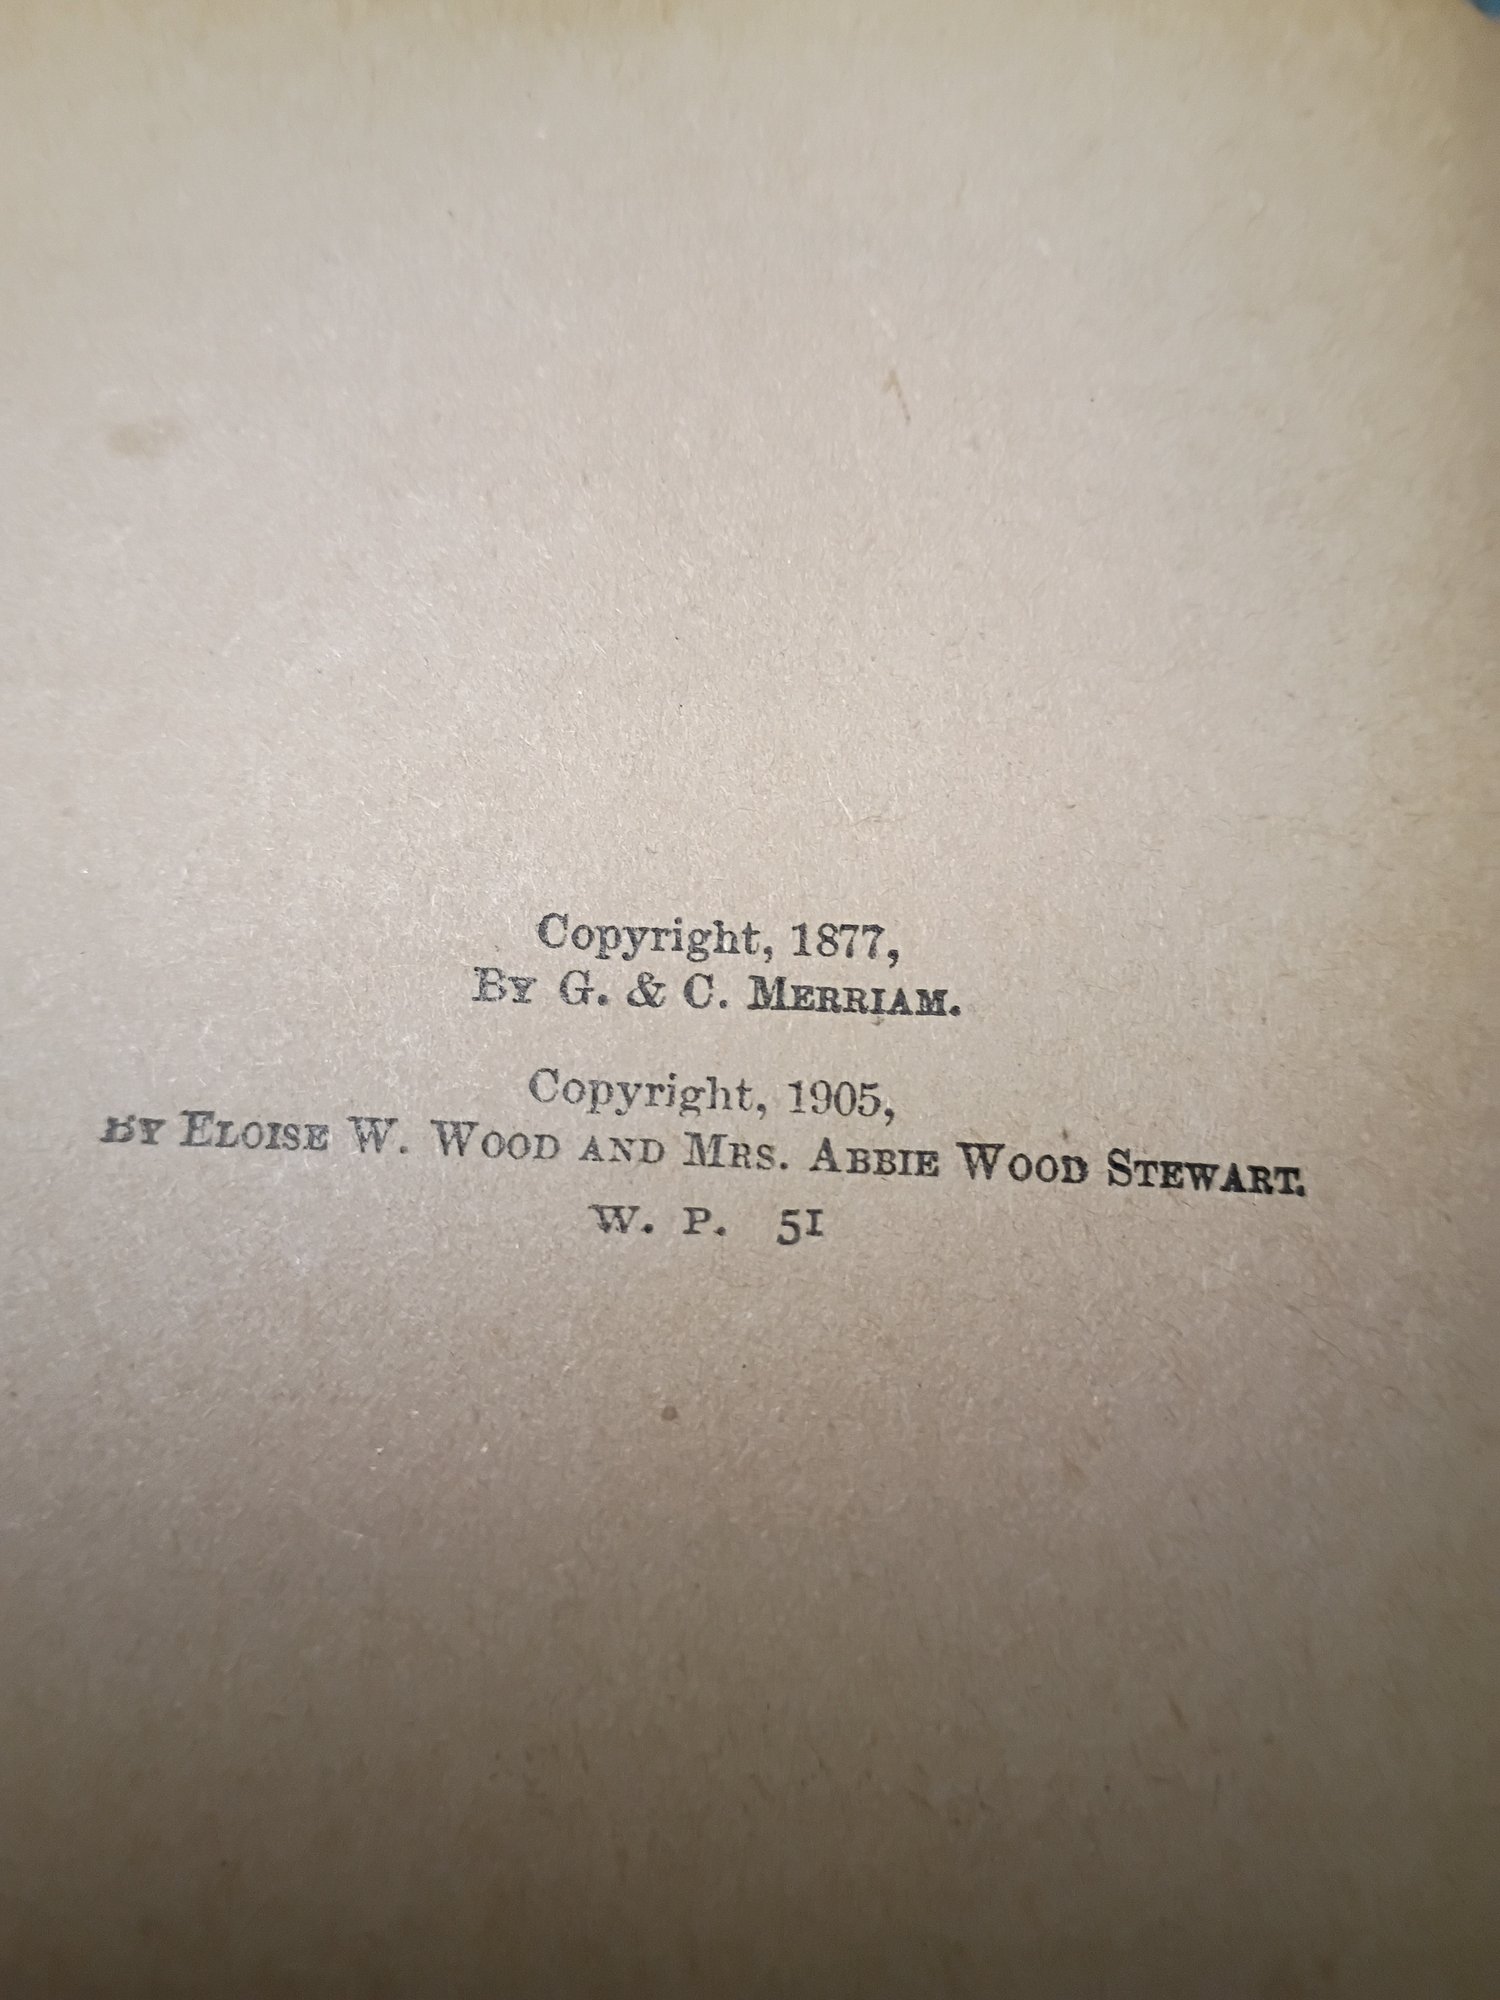 Copyright, 1877,
By G. & C. Merriam.
Copyright, 1905,
by Eloise W. Wood and Mrs. Abbie Wood Stewart.
W. P. 51